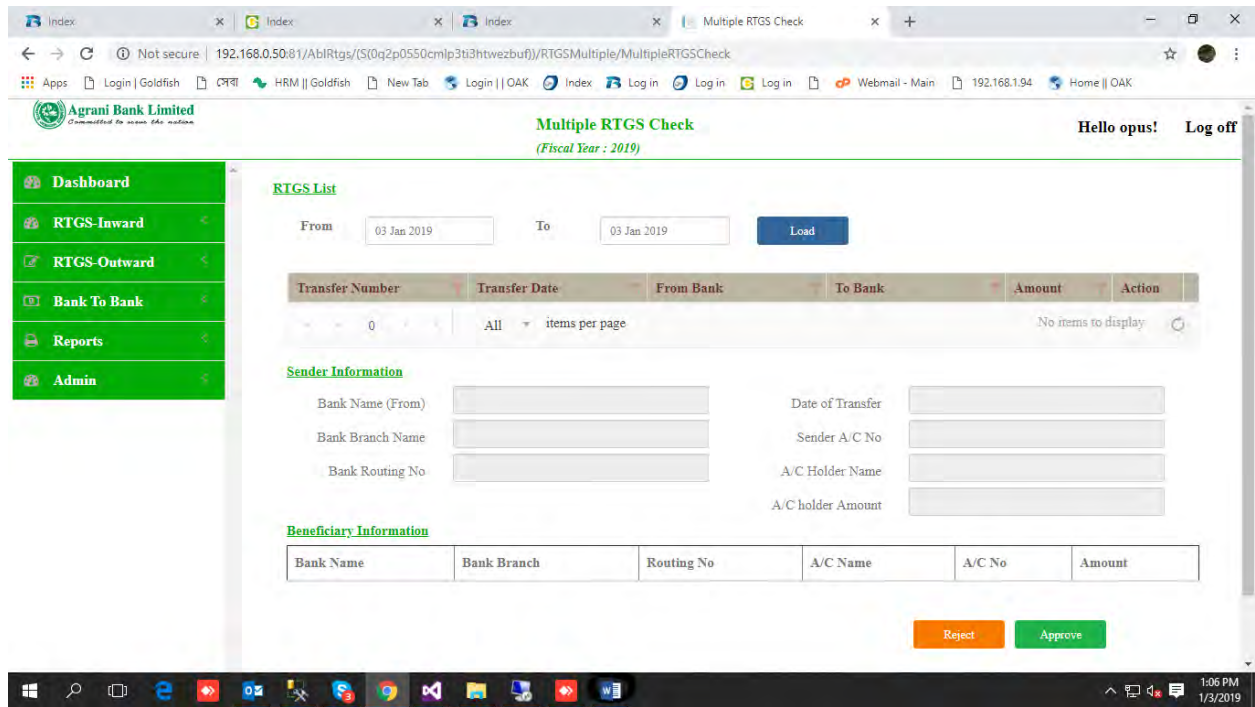 Index Index Index Multiple RTGS Check
Not secure 192.168.0.50:81/AblRtgs/(S(0q2p0550cmlp3ti3htwezbuf))/RTGSMultiple/MultipleRTGSCheck
Apps Login | Goldfish সেবা HRM || Goldfish New Tab Login || OAK Index Log in Log in Log in Webmail - Main 192.168.1.94 Home || OAK
Agrani Bank Limited
Committed to serve the nation
Multiple RTGS Check
(Fiscal Year : 2019)
Hello opus! Log off
Dashboard
RTGS-Inward
RTGS-Outward
Bank To Bank
Reports
Admin
RTGS List
From 03 Jan 2019 To 03 Jan 2019 Load
Transfer Number Transfer Date From Bank To Bank Amount Action
0 All items per page No items to display
Sender Information
Bank Name (From) Date of Transfer
Bank Branch Name Sender A/C No
Bank Routing No A/C Holder Name
A/C holder Amount
Beneficiary Information
Bank Name Bank Branch Routing No A/C Name A/C No Amount
Reject Approve
1:06 PM
1/3/2019